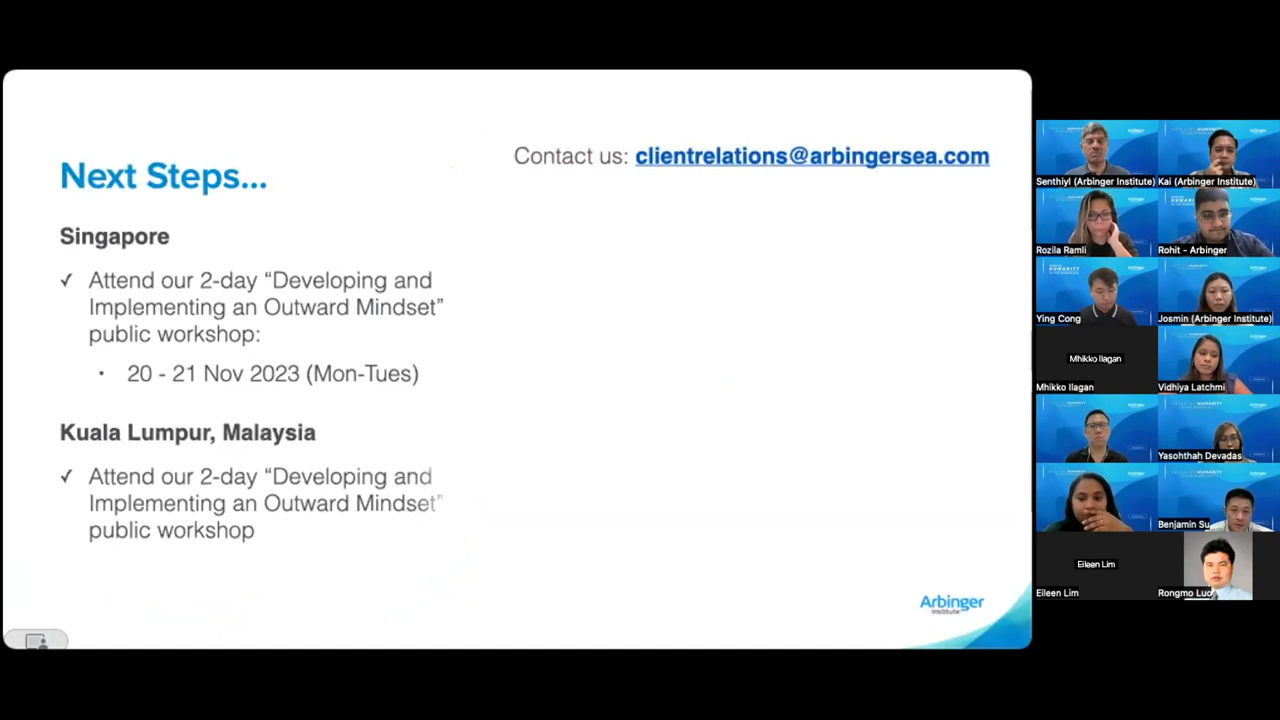 Next Steps...
Contact us: clientrelations@arbingersea.com
Singapore
✓ Attend our 2-day “Developing and
Implementing an Outward Mindset”
public workshop:
· 20 - 21 Nov 2023 (Mon-Tues)
Kuala Lumpur, Malaysia
✓ Attend our 2-day “Developing and
Implementing an Outward Mindset”
public workshop
Arbinger
Institute
Senthiyl (Arbinger Institute)
Kai (Arbinger Institute)
Rozila Ramli
Rohit - Arbinger
Ying Cong
Josmin (Arbinger Institute)
Mhikko Ilagan
Mhikko Ilagan
Vidhiya Latchmi
Yasohthah Devadas
Benjamin Su
Eileen Lim
Eileen Lim
Rongmo Luo